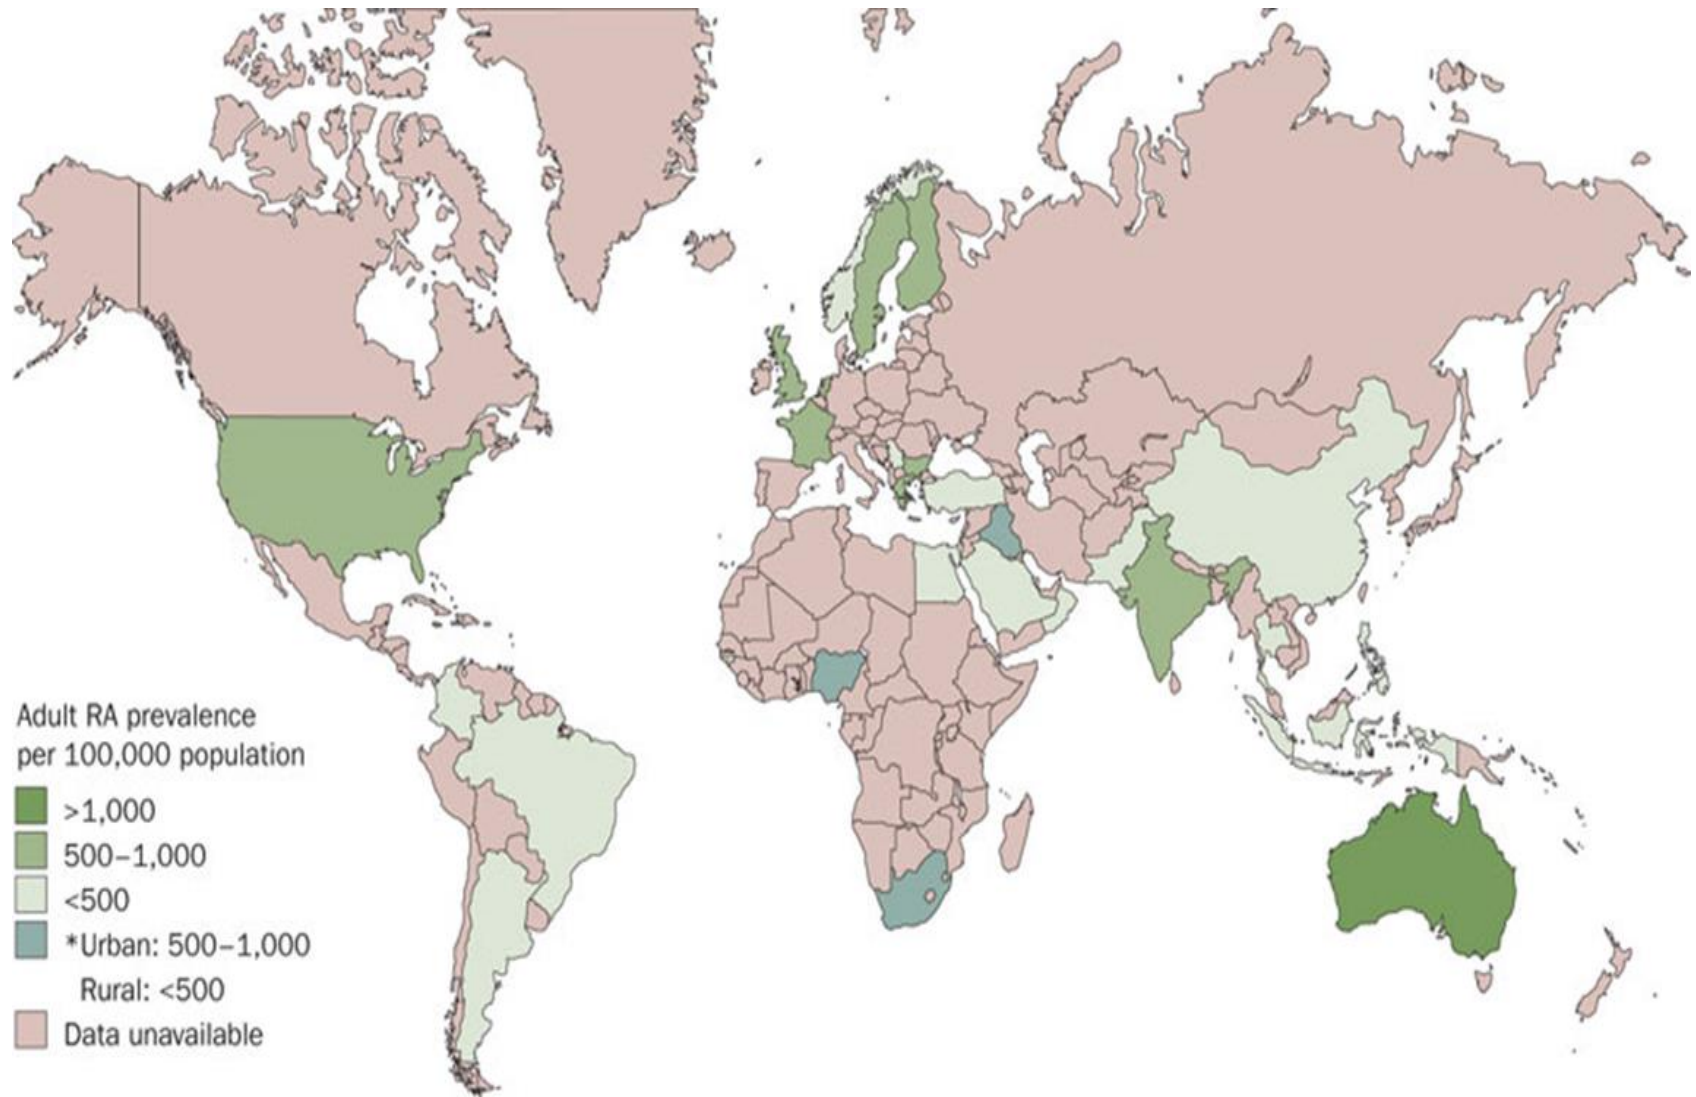 Adult RA prevalence
per 100,000 population
>1,000
500–1,000
<500
*Urban: 500–1,000
Rural: <500
Data unavailable